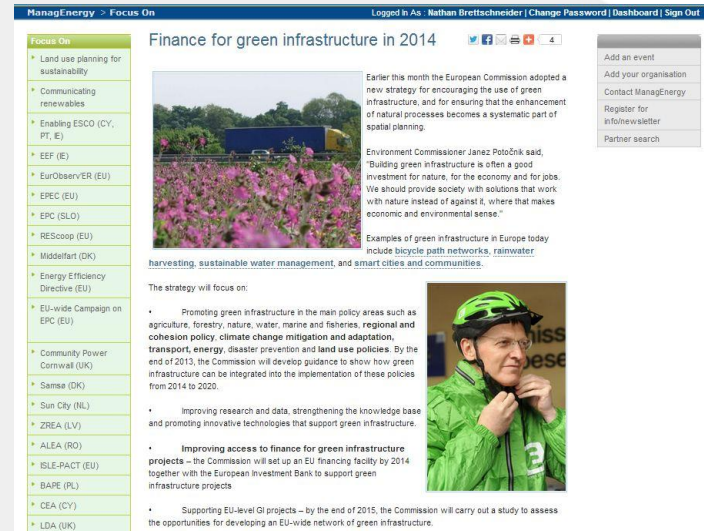 ManagEnergy > Focus On
Logged In As : Nathan Brettschneider | Change Password | Dashboard | Sign Out
Focus On
Land use planning for
sustainability
Communicating
renewables
Enabling ESCO (CY,
PT, IE)
EEF (IE)
EurObserv'ER (EU)
EPEC (EU)
EPC (SLO)
REScoop (EU)
Middelfart (DK)
Energy Efficiency
Directive (EU)
EU-wide Campaign on
EPC (EU)
Community Power
Cornwall (UK)
Samsø (DK)
Sun City (NL)
ZREA (LV)
ALEA (RO)
ISLE-PACT (EU)
BAPE (PL)
CEA (CY)
LDA (UK)
Finance for green infrastructure in 2014
4
Earlier this month the European Commission adopted a
new strategy for encouraging the use of green
infrastructure, and for ensuring that the enhancement
of natural processes becomes a systematic part of
spatial planning.
Environment Commissioner Janez Potočnik said,
"Building green infrastructure is often a good
investment for nature, for the economy and for jobs.
We should provide society with solutions that work
with nature instead of against it, where that makes
economic and environmental sense."
Examples of green infrastructure in Europe today
include bicycle path networks, rainwater
harvesting, sustainable water management, and smart cities and communities.
The strategy will focus on:
• Promoting green infrastructure in the main policy areas such as
agriculture, forestry, nature, water, marine and fisheries, regional and
cohesion policy, climate change mitigation and adaptation,
transport, energy, disaster prevention and land use policies. By the
end of 2013, the Commission will develop guidance to show how green
infrastructure can be integrated into the implementation of these policies
from 2014 to 2020.
• Improving research and data, strengthening the knowledge base
and promoting innovative technologies that support green infrastructure.
• Improving access to finance for green infrastructure
projects – the Commission will set up an EU financing facility by 2014
together with the European Investment Bank to support green
infrastructure projects
• Supporting EU-level GI projects – by the end of 2015, the Commission will carry out a study to assess
the opportunities for developing an EU-wide network of green infrastructure.
Add an event
Add your organisation
Contact ManagEnergy
Register for
info/newsletter
Partner search